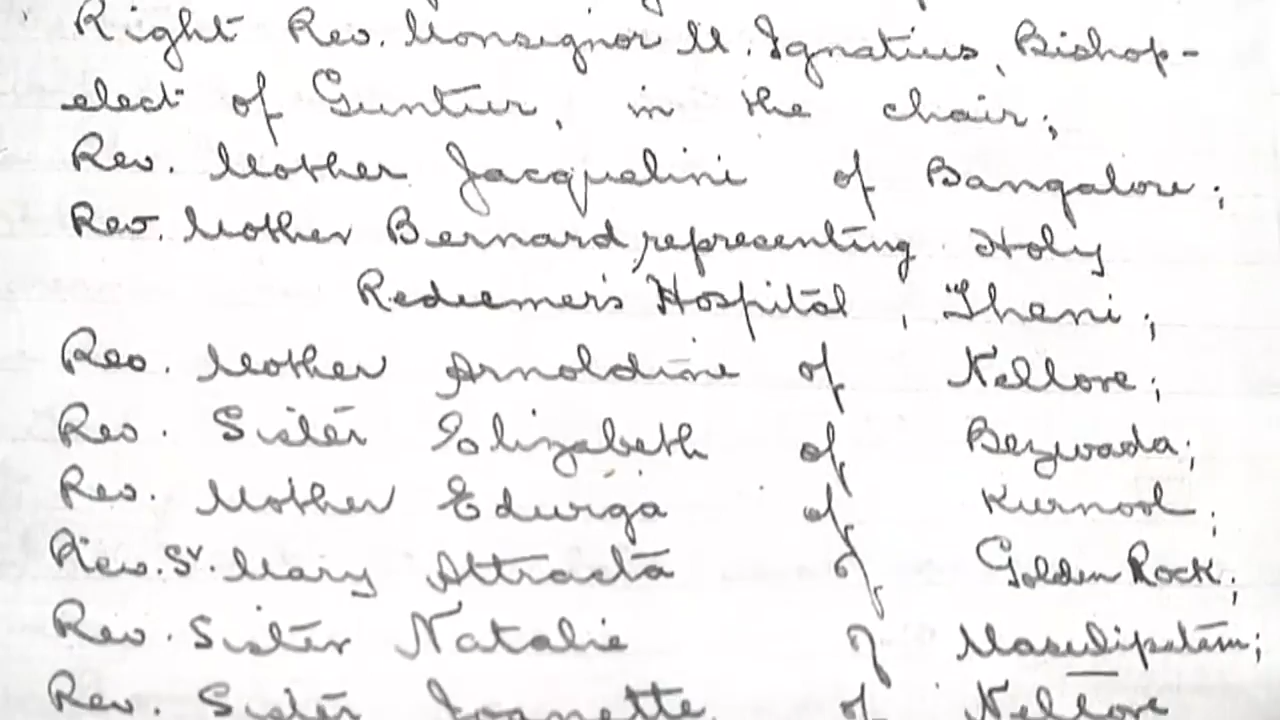 Right Rev. Monsignor M. Ignatius, Bishop-
elect of Guntur, in the chair;
Rev. Mother Jacqueline of Bangalore;
Rev. Mother Bernard representing Holy
Redeemer's Hospital, Theni;
Rev. Mother Arnoldine of Nellore;
Rev. Sister Elizabeth of Bezwada;
Rev. Mother Edwiga of Kurnool;
Rev. Sr Mary Attracta of Golden Rock;
Rev. Sister Natalie of Masulipatam;
Rev. Sister Joanette of Nellore